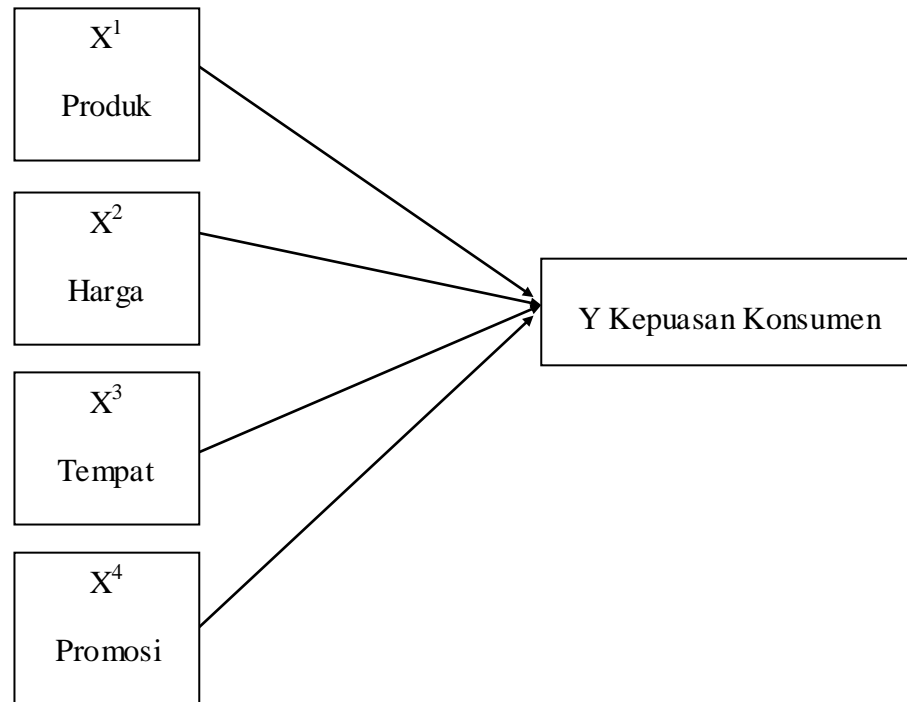 X¹
Produk
X²
Harga
X³
Tempat
X⁴
Promosi
Y Kepuasan Konsumen